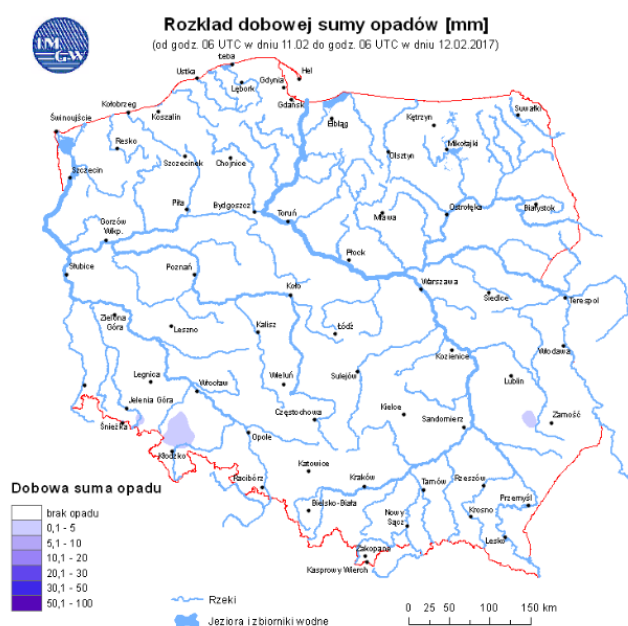 IM
GW
Rozkład dobowej sumy opadów [mm]
(od godz. 06 UTC w dniu 11.02 do godz. 06 UTC w dniu 12.02.2017)
Łeba
Ustka
Hel
Lębork
Gdynia
Gdańsk
Kołobrzeg
Koszalin
Świnoujście
Resko
Elbląg
Kętrzyn
Suwałki
Szczecinek
Chojnice
Olsztyn
Mikołajki
Szczecin
Piła
Bydgoszcz
Toruń
Mława
Ostrołęka
Białystok
Gorzów
Wlkp.
Płock
Słubice
Poznań
Koło
Warszawa
Siedlce
Terespol
Zielona
Góra
Leszno
Kalisz
Łódź
Kozienice
Włodawa
Legnica
Wrocław
Wieluń
Sulejów
Lublin
Jelenia Góra
Częstochowa
Kielce
Sandomierz
Zamość
Śnieżka
Opole
Kłodzko
Katowice
Racibórz
Kraków
Tarnów
Rzeszów
Przemyśl
Bielsko-Biała
Nowy
Sącz
Krosno
Lesko
Zakopane
Kasprowy Wierch
Dobowa suma opadu
brak opadu
0,1 - 5
5,1 - 10
10,1 - 20
20,1 - 30
30,1 - 50
50,1 - 100
Rzeki
Jeziora i zbiorniki wodne
0 25 50 100 150 km